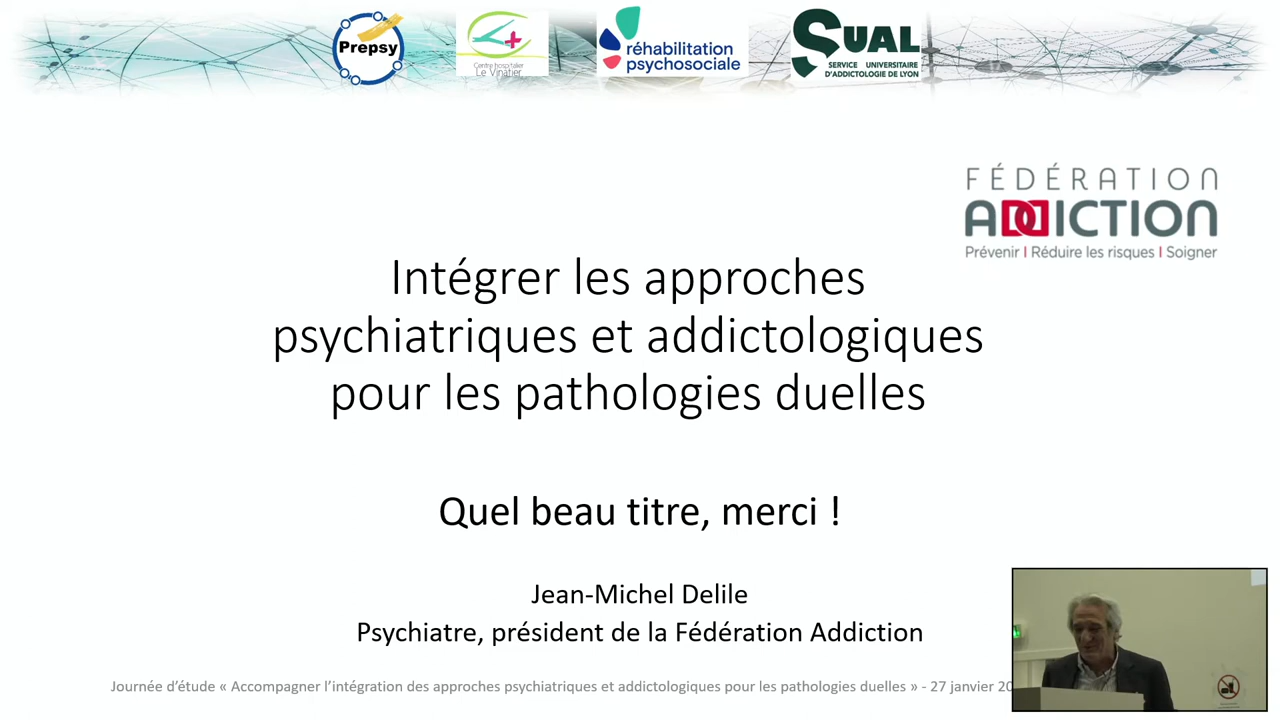 Prepsy
Centre hospitalier
Le Vinatier
réhabilitation
psychosociale
SUAL
SERVICE UNIVERSITAIRE
D'ADDICTOLOGIE DE LYON
FÉDÉRATION
ADDICTION
Prévenir I Réduire les risques I Soigner
Intégrer les approches
psychiatriques et addictologiques
pour les pathologies duelles
Quel beau titre, merci !
Jean-Michel Delile
Psychiatre, président de la Fédération Addiction
Journée d'étude « Accompagner l'intégration des approches psychiatriques et addictologiques pour les pathologies duelles » - 27 janvier 20